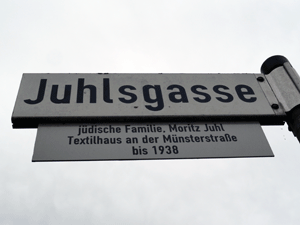 Juhlsgasse
jüdische Familie, Moritz Juhl
Textilhaus an der Münsterstraße
bis 1938